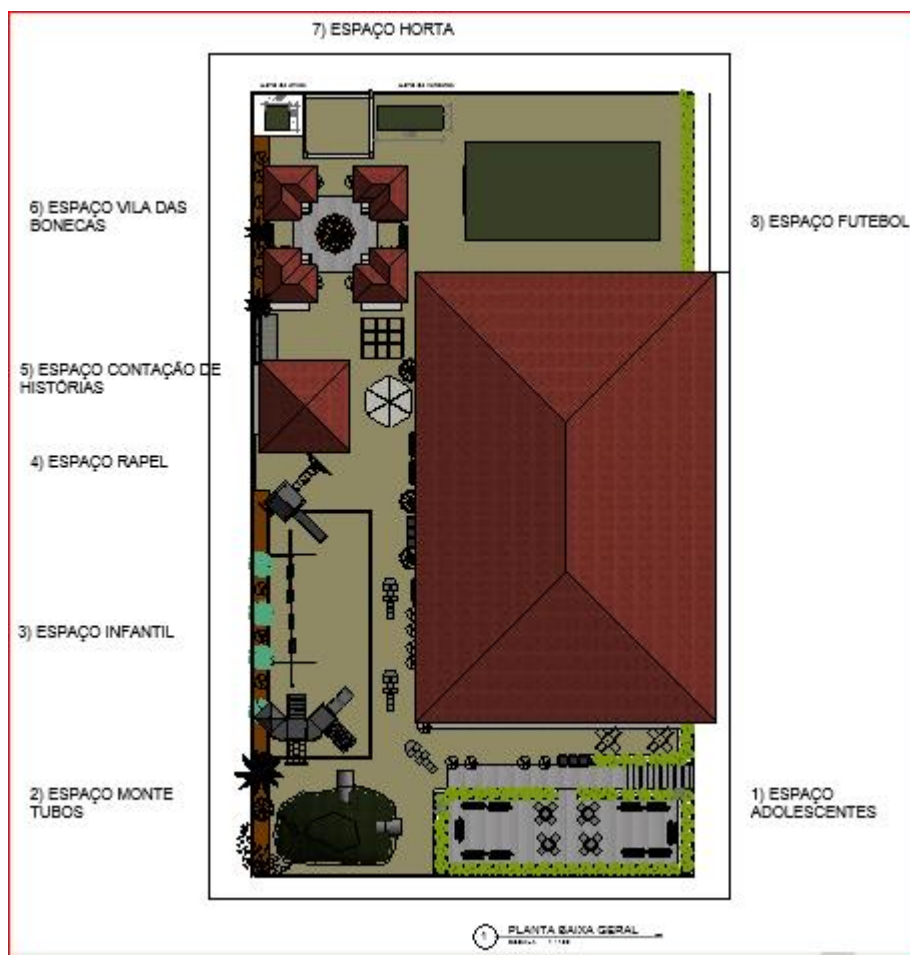 7) ESPAÇO HORTA
6) ESPAÇO VILA DAS
BONECAS
8) ESPAÇO FUTEBOL
5) ESPAÇO CONTAÇÃO DE
HISTÓRIAS
4) ESPAÇO RAPEL
3) ESPAÇO INFANTIL
2) ESPAÇO MONTE
TUBOS
1) ESPAÇO
ADOLESCENTES
1 PLANTA BAIXA GERAL